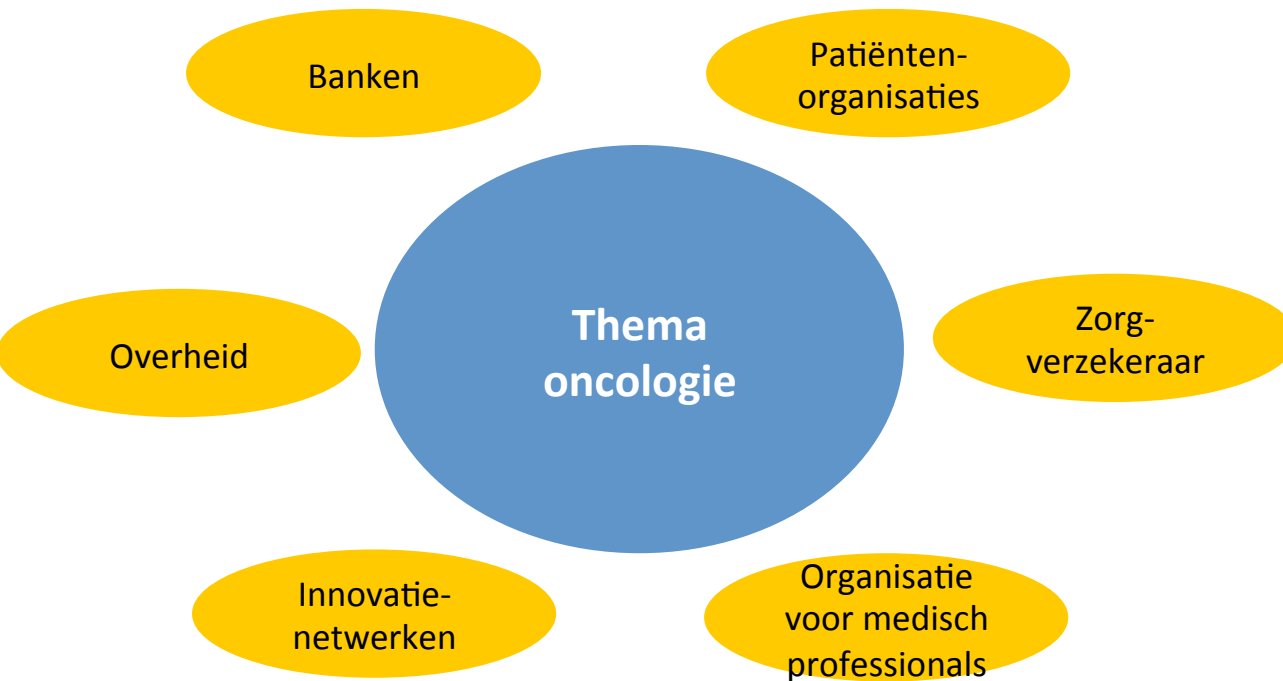 Banken
Patiënten-
organisaties
Thema
oncologie
Overheid
Zorg-
verzekeraar
Innovatie-
netwerken
Organisatie
voor medisch
professionals